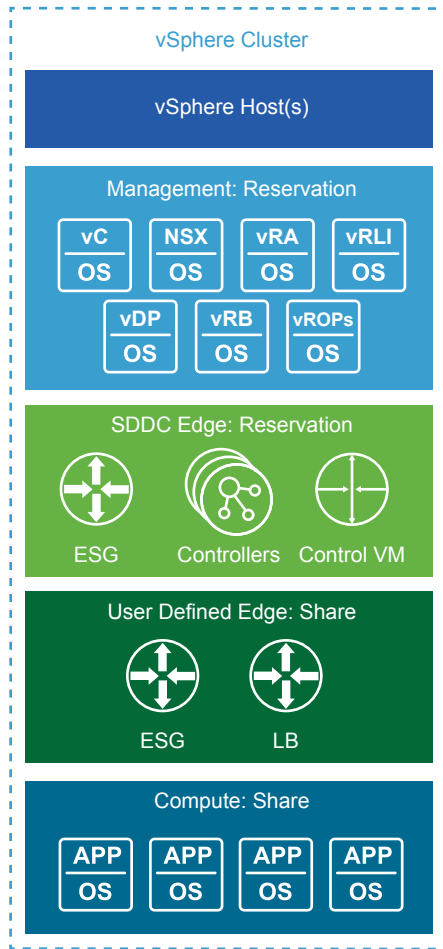 vSphere Cluster
vSphere Host(s)
Management: Reservation
vC NSX vRA vRLI
OS OS OS OS
vDP vRB vROPs
OS OS OS
SDDC Edge: Reservation
ESG Controllers Control VM
User Defined Edge: Share
ESG LB
Compute: Share
APP APP APP APP
OS OS OS OS